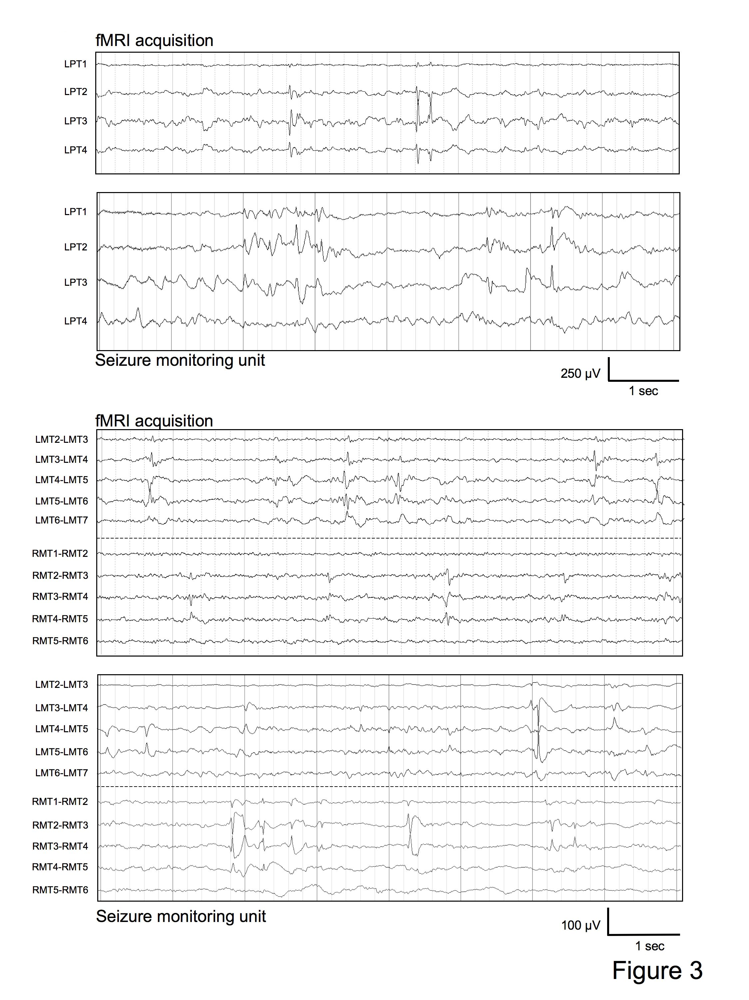 fMRI acquisition
LPT1
LPT2
LPT3
LPT4
LPT1
LPT2
LPT3
LPT4
Seizure monitoring unit
250 µV
1 sec
fMRI acquisition
LMT2-LMT3
LMT3-LMT4
LMT4-LMT5
LMT5-LMT6
LMT6-LMT7
RMT1-RMT2
RMT2-RMT3
RMT3-RMT4
RMT4-RMT5
RMT5-RMT6
LMT2-LMT3
LMT3-LMT4
LMT4-LMT5
LMT5-LMT6
LMT6-LMT7
RMT1-RMT2
RMT2-RMT3
RMT3-RMT4
RMT4-RMT5
RMT5-RMT6
Seizure monitoring unit
100 µV
1 sec
Figure 3